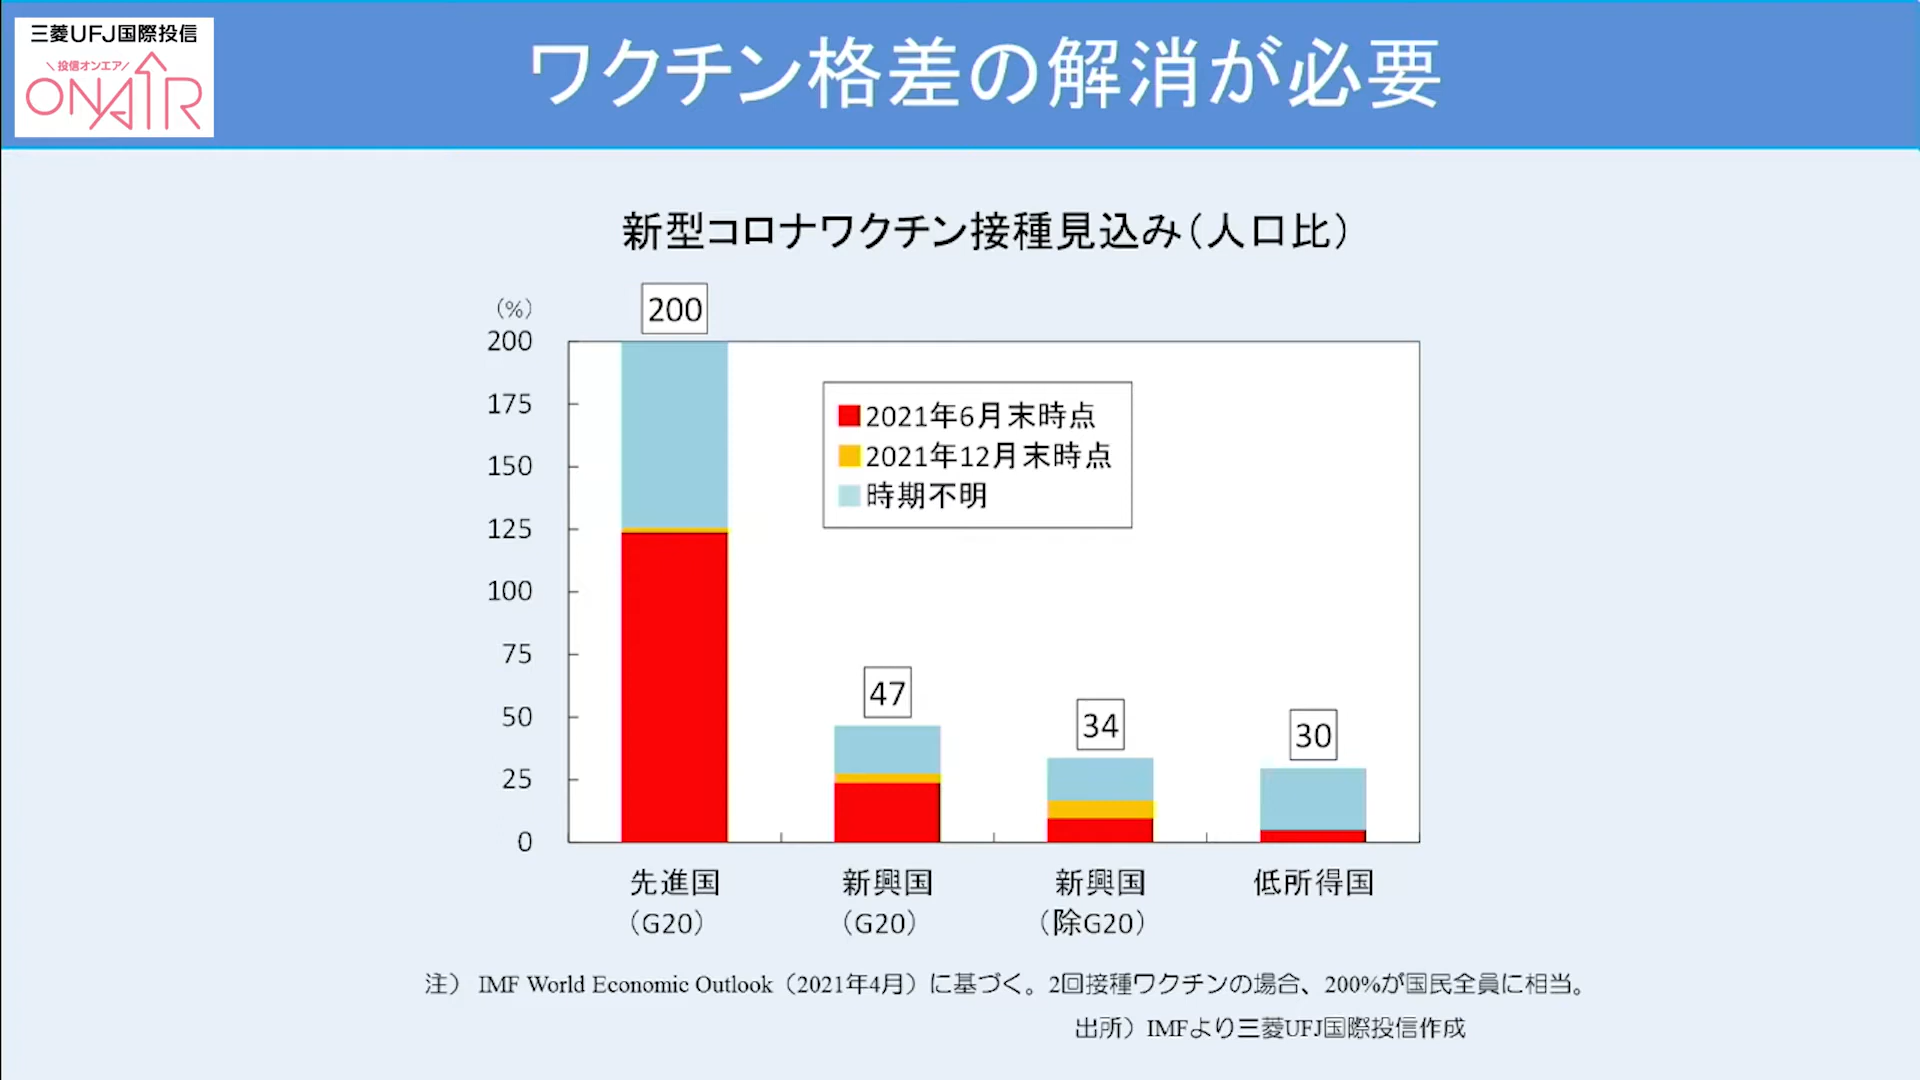 三菱UFJ国際投信
\投信オンエア/
ONAIR
ワクチン格差の解消が必要
新型コロナワクチン接種見込み（人口比）
（%）
200
175
150
125
100
75
50
25
0
200
47
34
30
2021年6月末時点
2021年12月末時点
時期不明
先進国
（G20）
新興国
（G20）
新興国
（除G20）
低所得国
注） IMF World Economic Outlook（2021年4月）に基づく。2回接種ワクチンの場合、200%が国民全員に相当。
出所）IMFより三菱UFJ国際投信作成